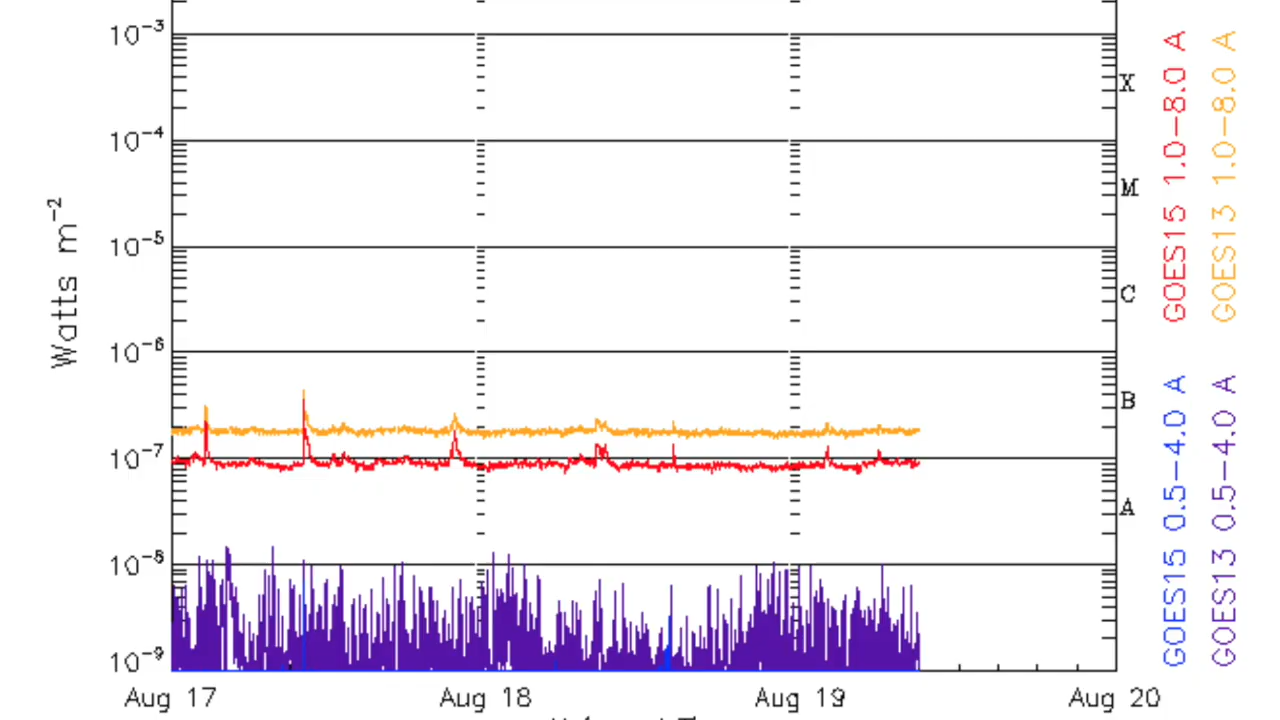 10⁻³
10⁻⁴
10⁻⁵
10⁻⁶
10⁻⁷
10⁻⁸
10⁻⁹
Watts m⁻²
X
M
C
B
A
Aug 17
Aug 18
Aug 19
Aug 20
GOES15 1.0-8.0 A
GOES13 1.0-8.0 A
GOES15 0.5-4.0 A
GOES13 0.5-4.0 A